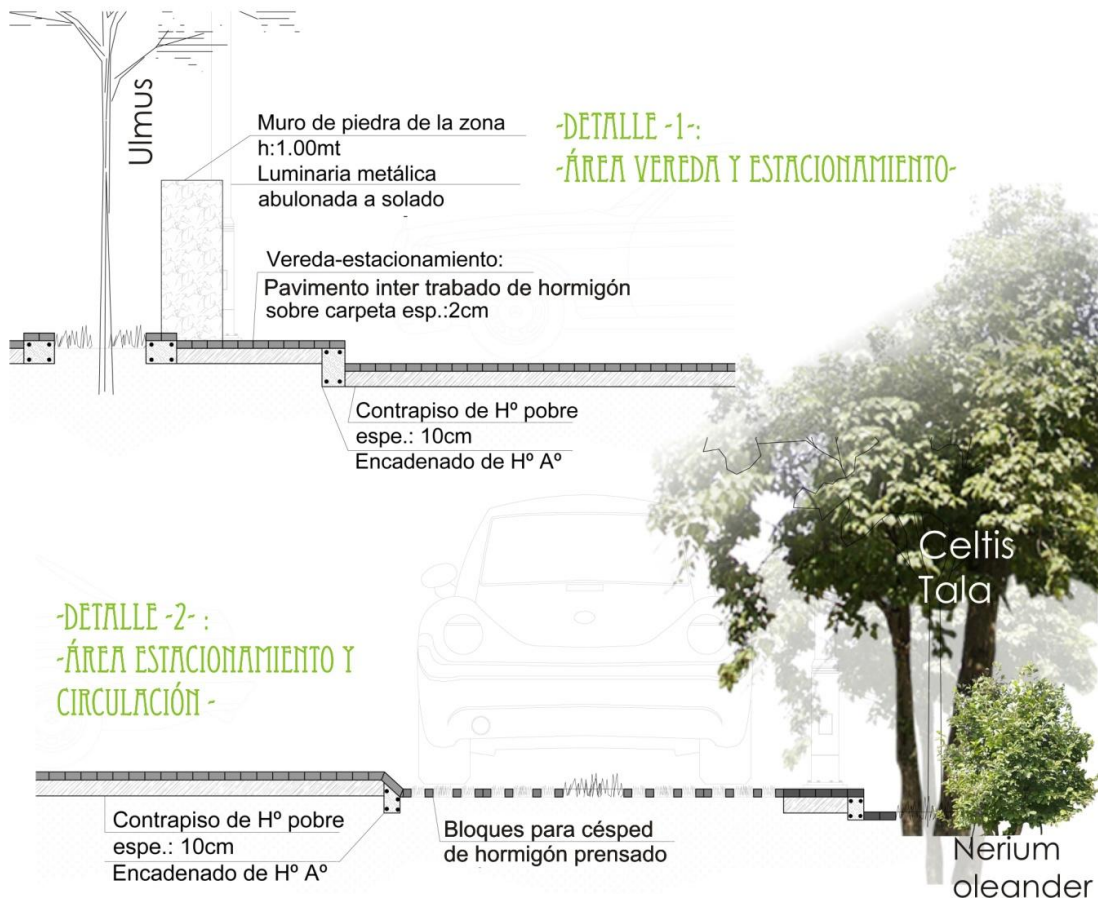 Ulmus
Muro de piedra de la zona
h:1.00mt
Luminaria metálica
abulonada a solado
-DETALLE -1-:
-ÁREA VEREDA Y ESTACIONAMIENTO-
Vereda-estacionamiento:
Pavimento inter trabado de hormigón
sobre carpeta esp.:2cm
Contrapiso de Hº pobre
espe.: 10cm
Encadenado de Hº Aº
Celtis
Tala
-DETALLE -2- :
-ÁREA ESTACIONAMIENTO Y
CIRCULACIÓN -
Contrapiso de Hº pobre
espe.: 10cm
Encadenado de Hº Aº
Bloques para césped
de hormigón prensado
Nerium
oleander